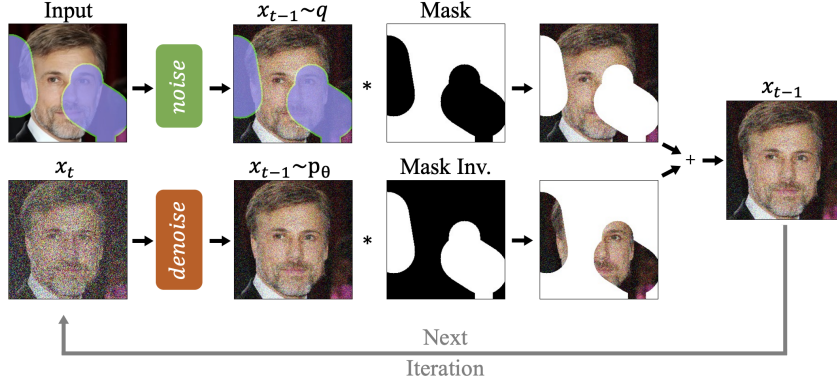 Input
x_{t−1}∼q
Mask
noise
*
x_{t−1}
+
x_t
x_{t−1}∼p_θ
Mask Inv.
denoise
*
Next
Iteration